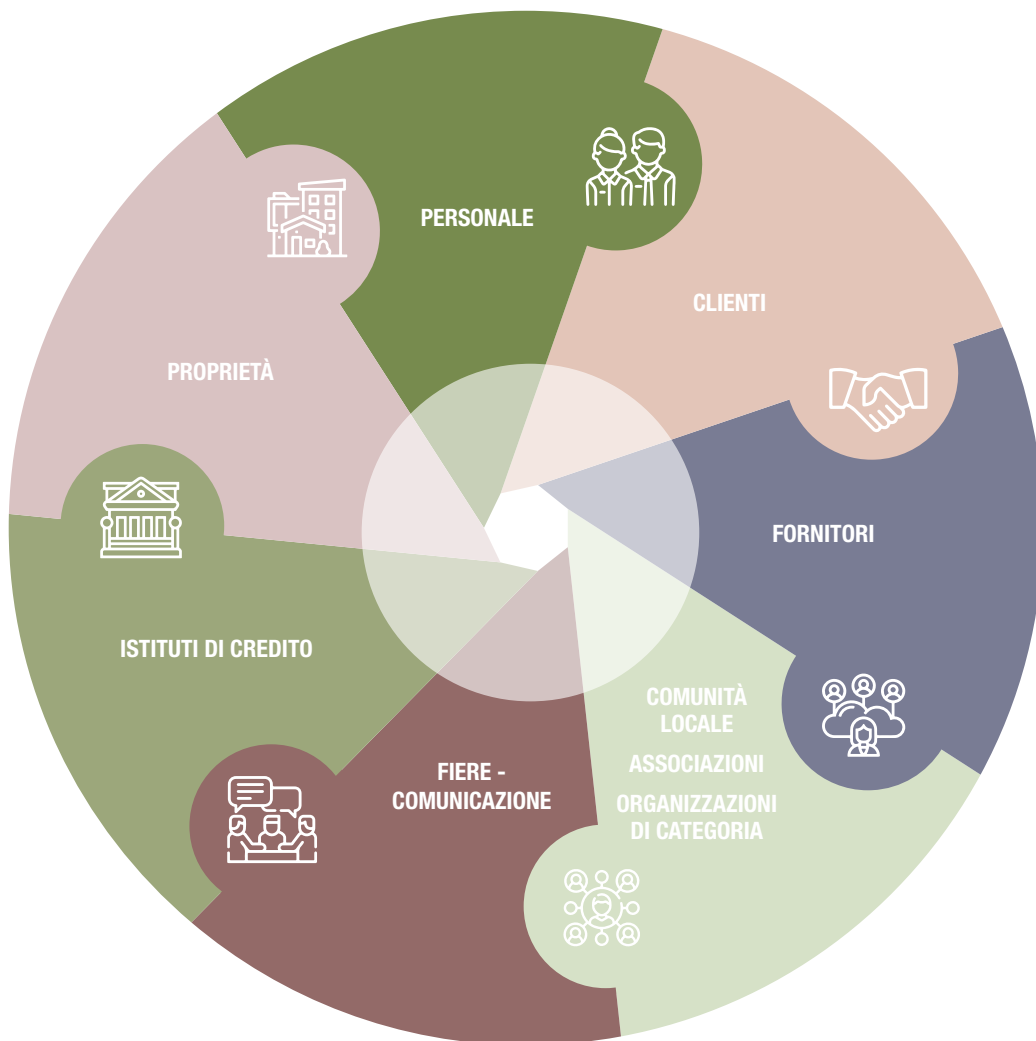 PERSONALE
CLIENTI
PROPRIETÀ
FORNITORI
ISTITUTI DI CREDITO
COMUNITÀ
LOCALE
ASSOCIAZIONI
ORGANIZZAZIONI
DI CATEGORIA
FIERE -
COMUNICAZIONE